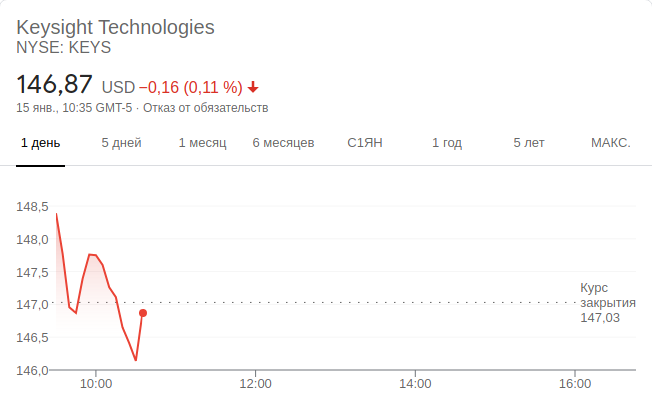 Keysight Technologies
NYSE: KEYS
146,87 USD −0,16 (0,11 %)
15 янв., 10:35 GMT-5 · Отказ от обязательств
1 день 5 дней 1 месяц 6 месяцев С1ЯН 1 год 5 лет МАКС.
148,5
148,0
147,5
147,0
146,5
146,0
Курс
закрытия
147,03
10:00 12:00 14:00 16:00